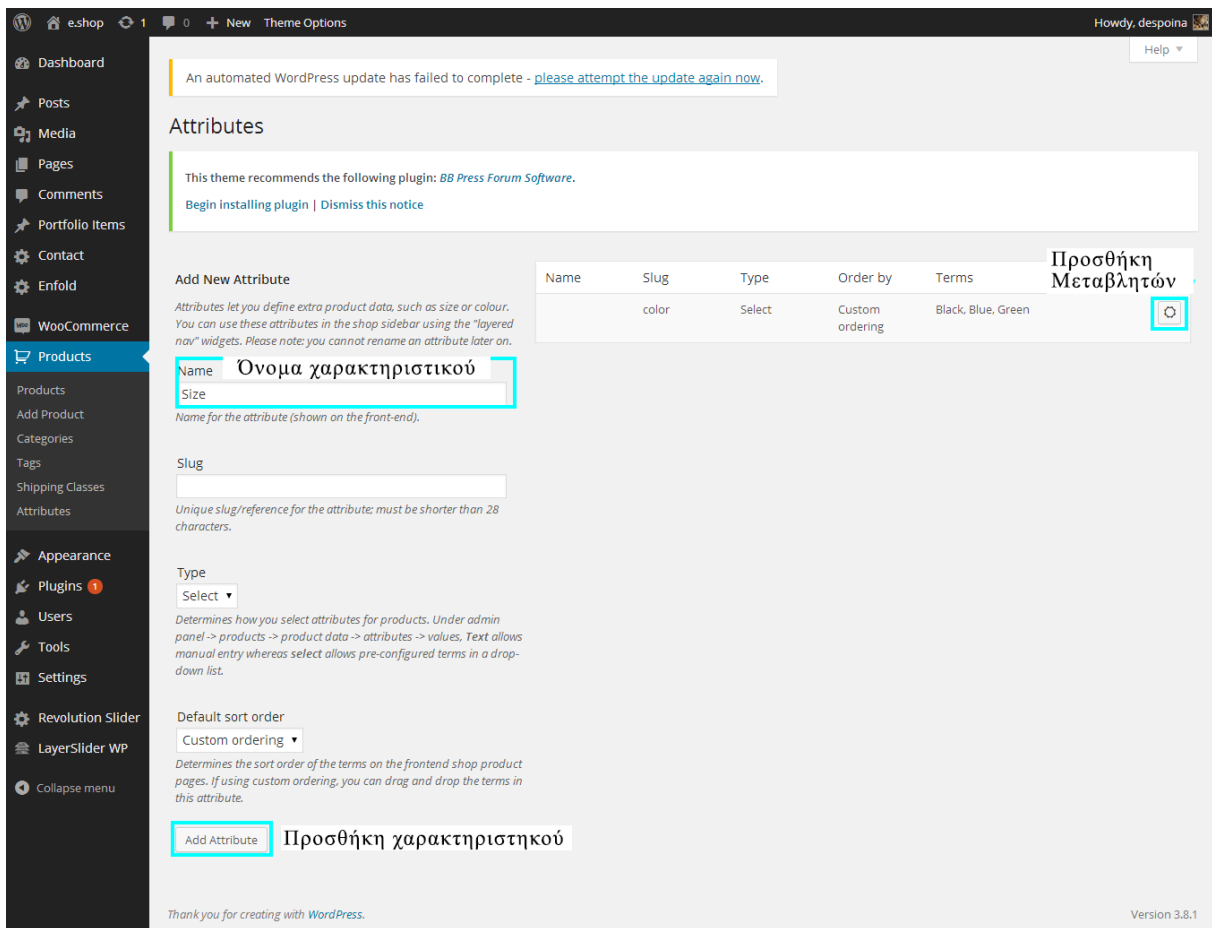 e.shop 1 0 New Theme Options Howdy, despoina
Help
Dashboard
Posts
Media
Pages
Comments
Portfolio Items
Contact
Enfold
WooCommerce
Products
Products
Add Product
Categories
Tags
Shipping Classes
Attributes
Appearance
Plugins 1
Users
Tools
Settings
Revolution Slider
LayerSlider WP
Collapse menu
An automated WordPress update has failed to complete - please attempt the update again now.
Attributes
This theme recommends the following plugin: BB Press Forum Software.
Begin installing plugin | Dismiss this notice
Add New Attribute
Attributes let you define extra product data, such as size or colour.
You can use these attributes in the shop sidebar using the "layered
nav" widgets. Please note: you cannot rename an attribute later on.
Name Όνομα χαρακτηριστικού
Size
Name for the attribute (shown on the front-end).
Slug
Unique slug/reference for the attribute; must be shorter than 28
characters.
Type
Select
Determines how you select attributes for products. Under admin
panel -> products -> product data -> attributes -> values, Text allows
manual entry whereas select allows pre-configured terms in a drop-
down list.
Default sort order
Custom ordering
Determines the sort order of the terms on the frontend shop product
pages. If using custom ordering, you can drag and drop the terms in
this attribute.
Add Attribute Προσθήκη χαρακτηριστηκού
Name Slug Type Order by Terms
Προσθήκη
Μεταβλητών
color Select Custom Black, Blue, Green
ordering
Thank you for creating with WordPress. Version 3.8.1